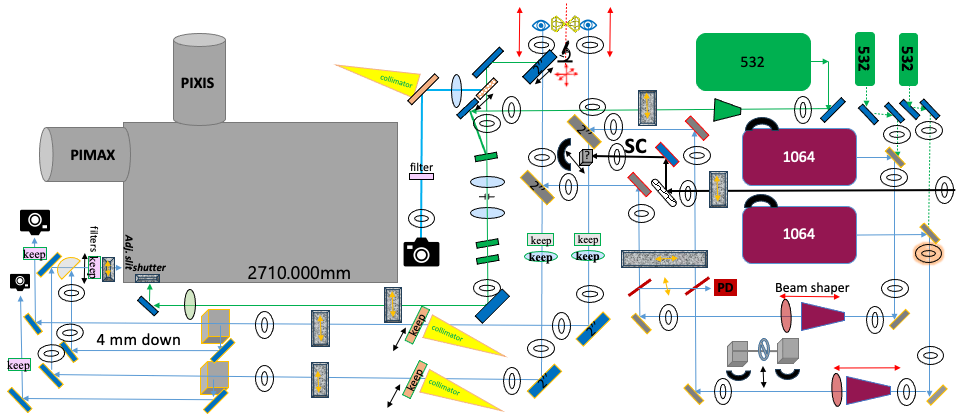 PIXIS
PIMAX
2710.000mm
collimator
filter
2"
532
532
532
2"
SC
?
1064
2"
1064
keep
keep
keep
keep
PD
Beam shaper
keep
filters
keep
Adj. slit
shutter
4 mm down
keep
keep
collimator
2"
keep
collimator
2"